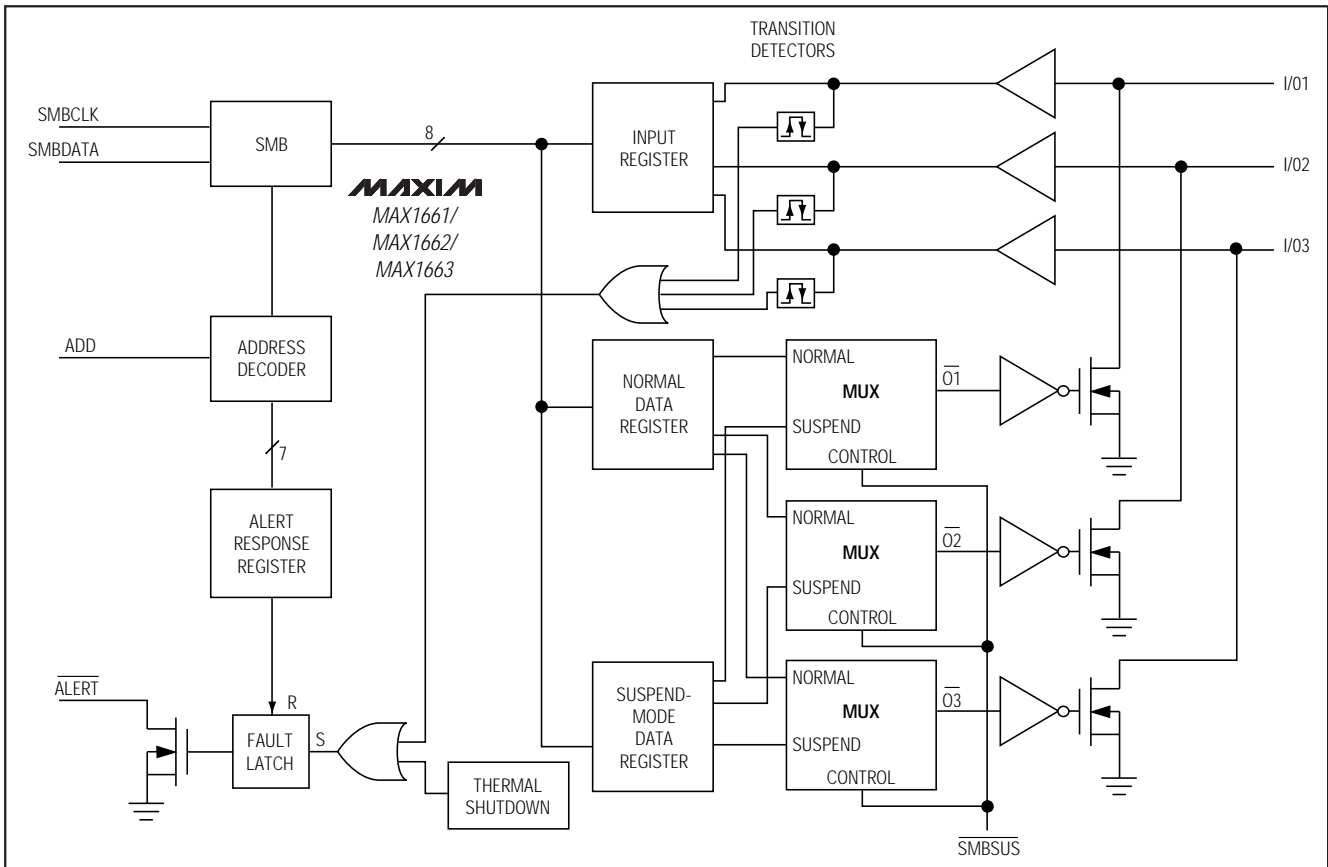 TRANSITION
DETECTORS
I/01
SMBCLK
SMBDATA
SMB
8
INPUT
REGISTER
I/02
MAXIM
MAX1661/
MAX1662/
MAX1663
I/03
ADD
ADDRESS
DECODER
NORMAL
DATA
REGISTER
NORMAL
MUX
SUSPEND
CONTROL
O1
7
ALERT
RESPONSE
REGISTER
NORMAL
MUX
SUSPEND
CONTROL
O2
ALERT
R
FAULT
LATCH
S
THERMAL
SHUTDOWN
SUSPEND-
MODE
DATA
REGISTER
NORMAL
MUX
SUSPEND
CONTROL
O3
SMBSUS